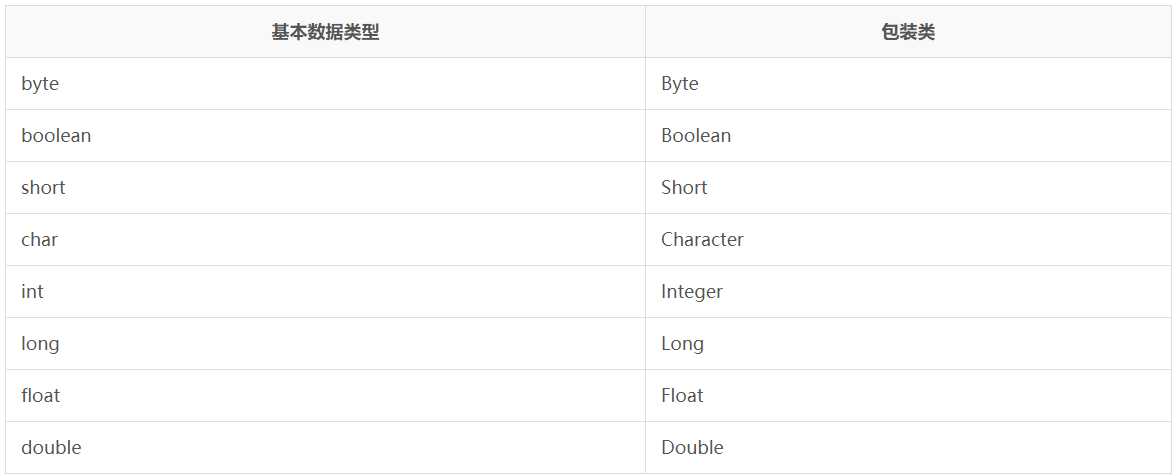 基本数据类型 包装类
byte Byte
boolean Boolean
short Short
char Character
int Integer
long Long
float Float
double Double